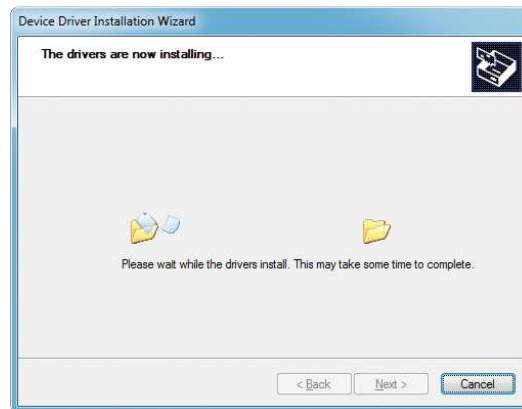 Device Driver Installation Wizard
The drivers are now installing...
Please wait while the drivers install. This may take some time to complete.
< Back
Next >
Cancel